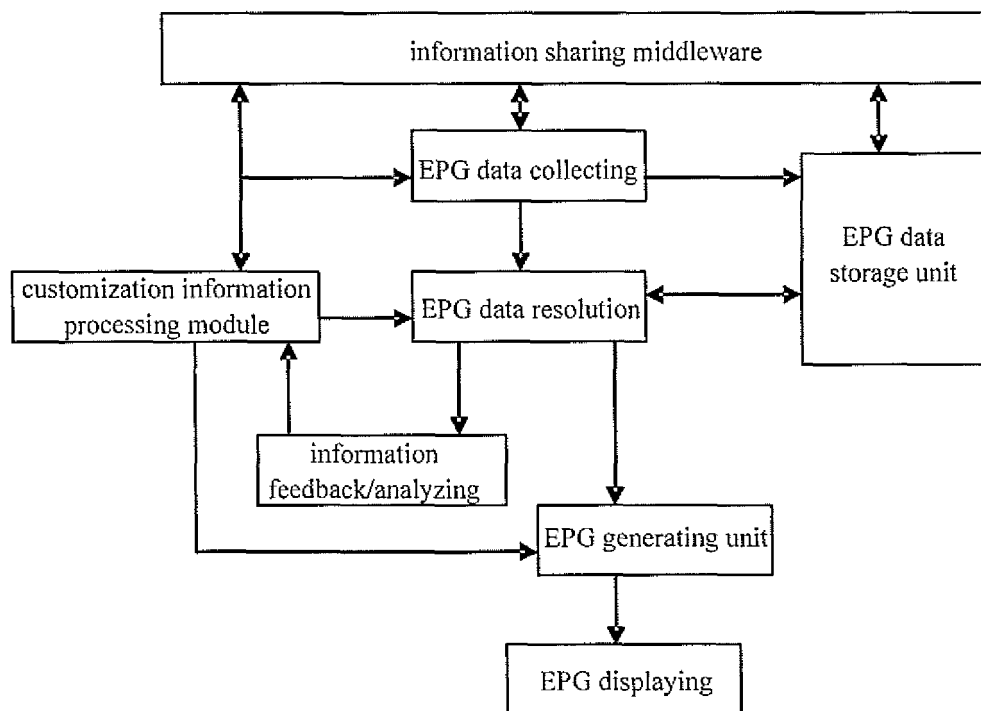 information sharing middleware
EPG data collecting
EPG data
storage unit
customization information
processing module
EPG data resolution
information
feedback/analyzing
EPG generating unit
EPG displaying